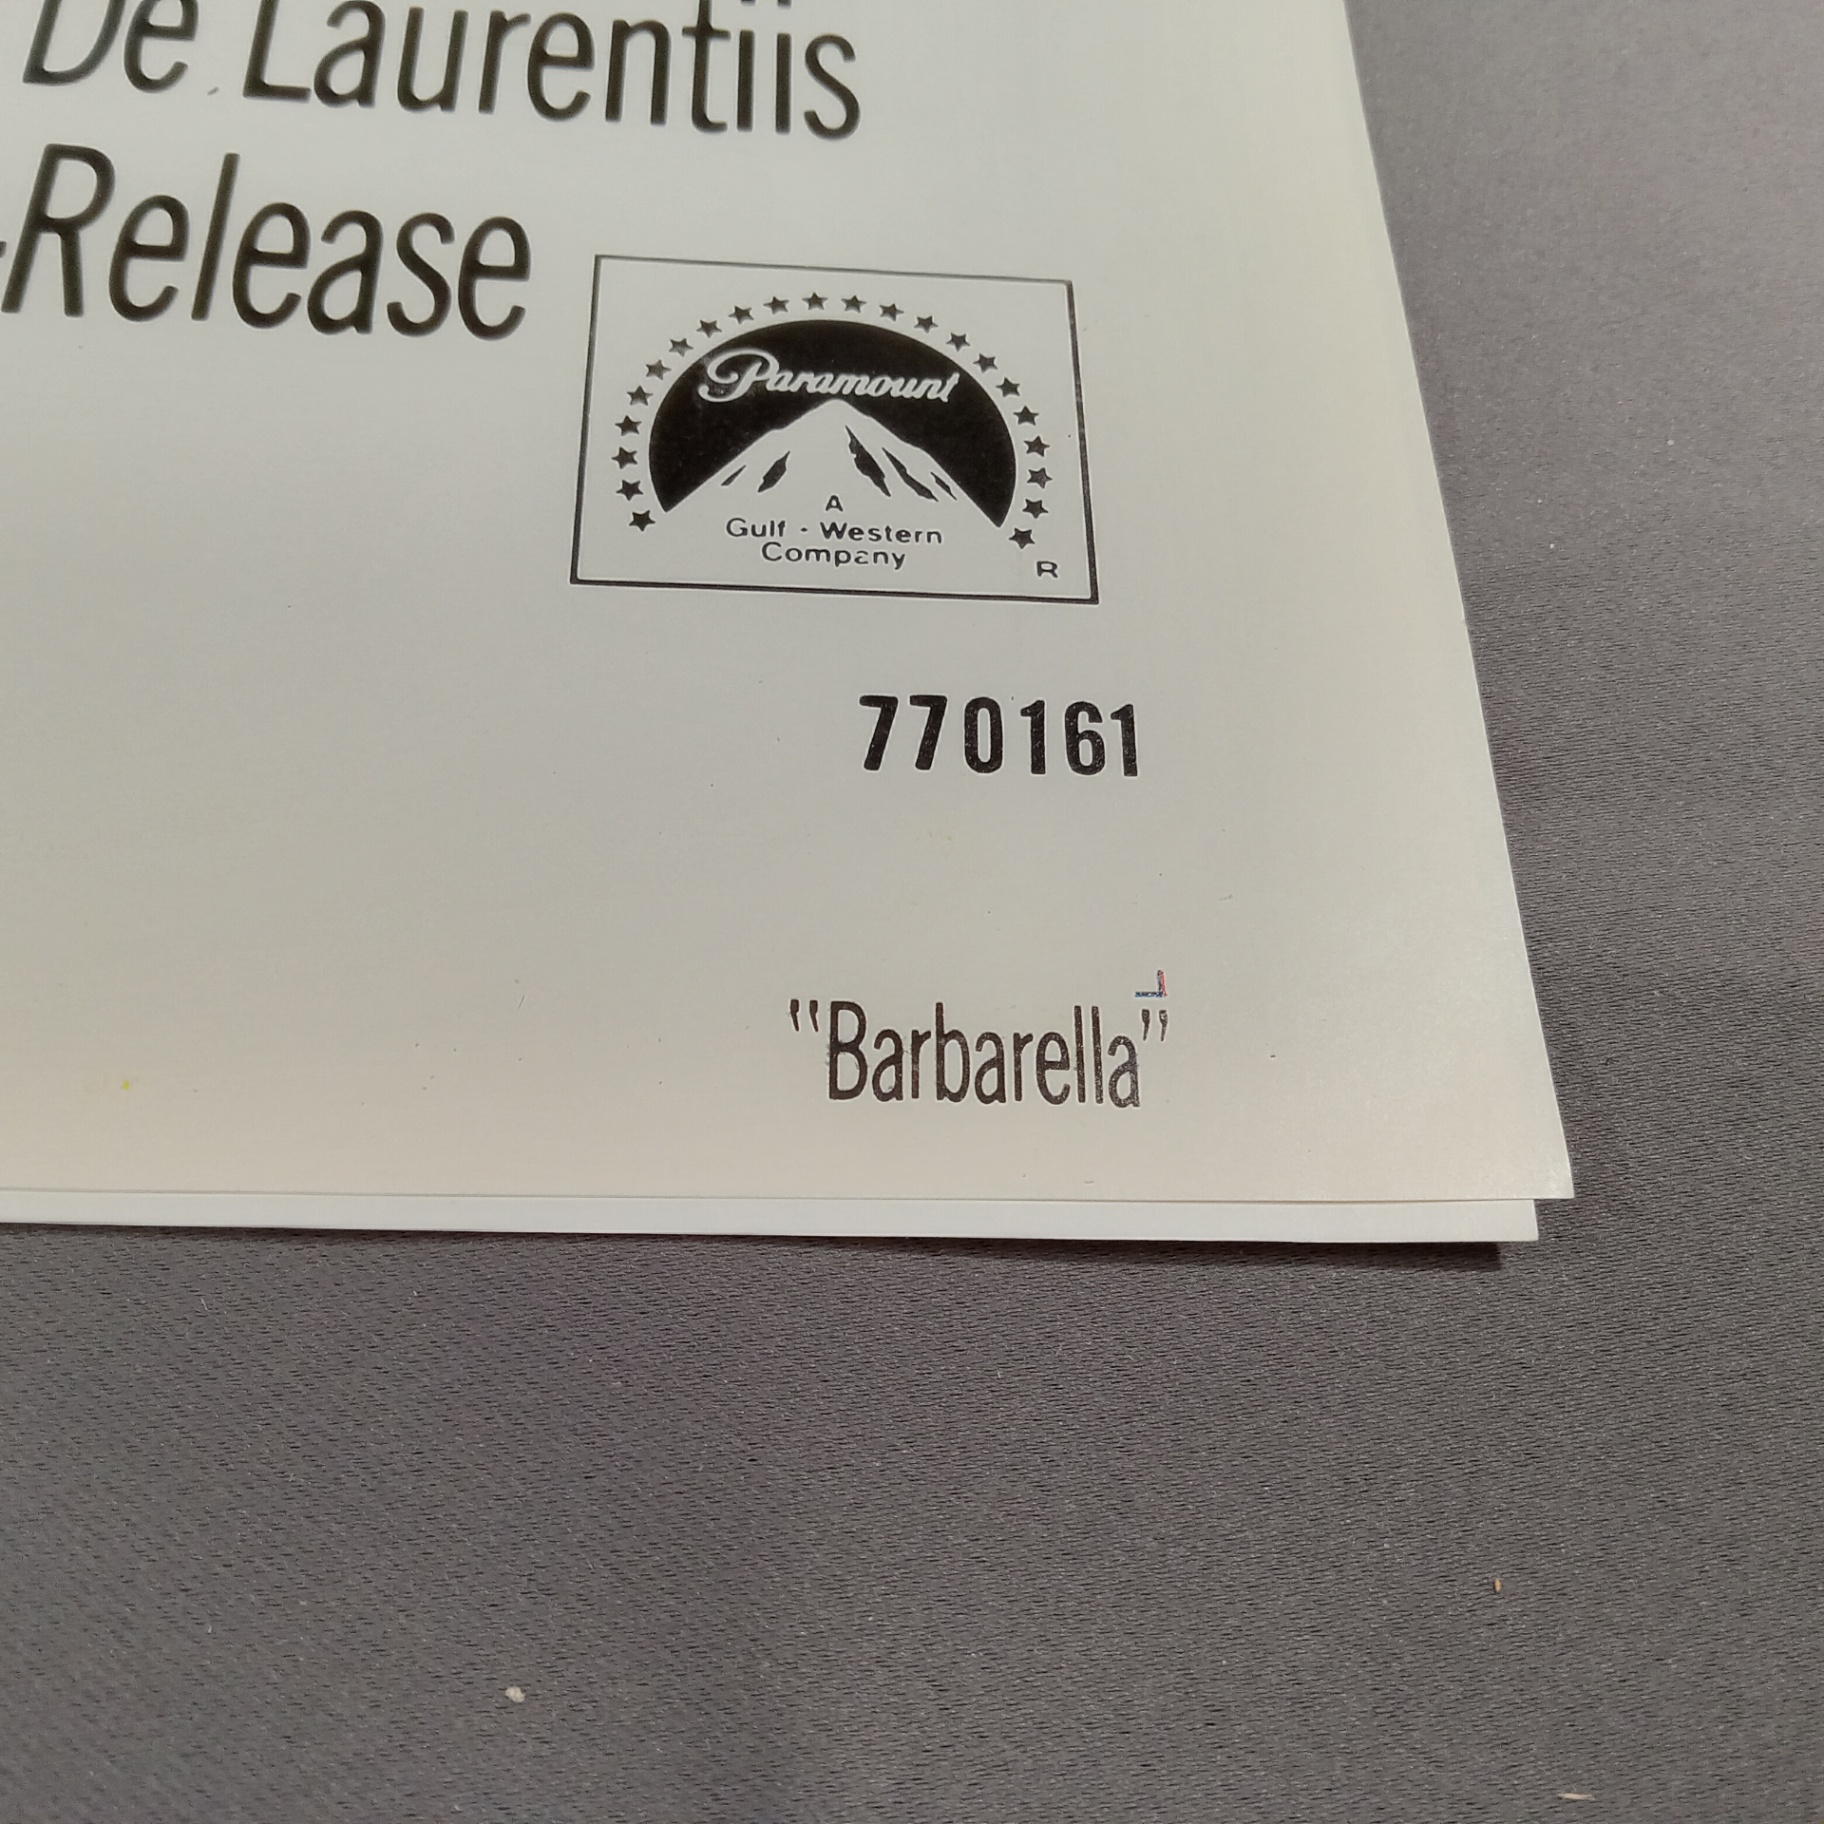 De Laurentiis
-Release
Paramount
A
Gulf - Western
Company
R
770161
"Barbarella"